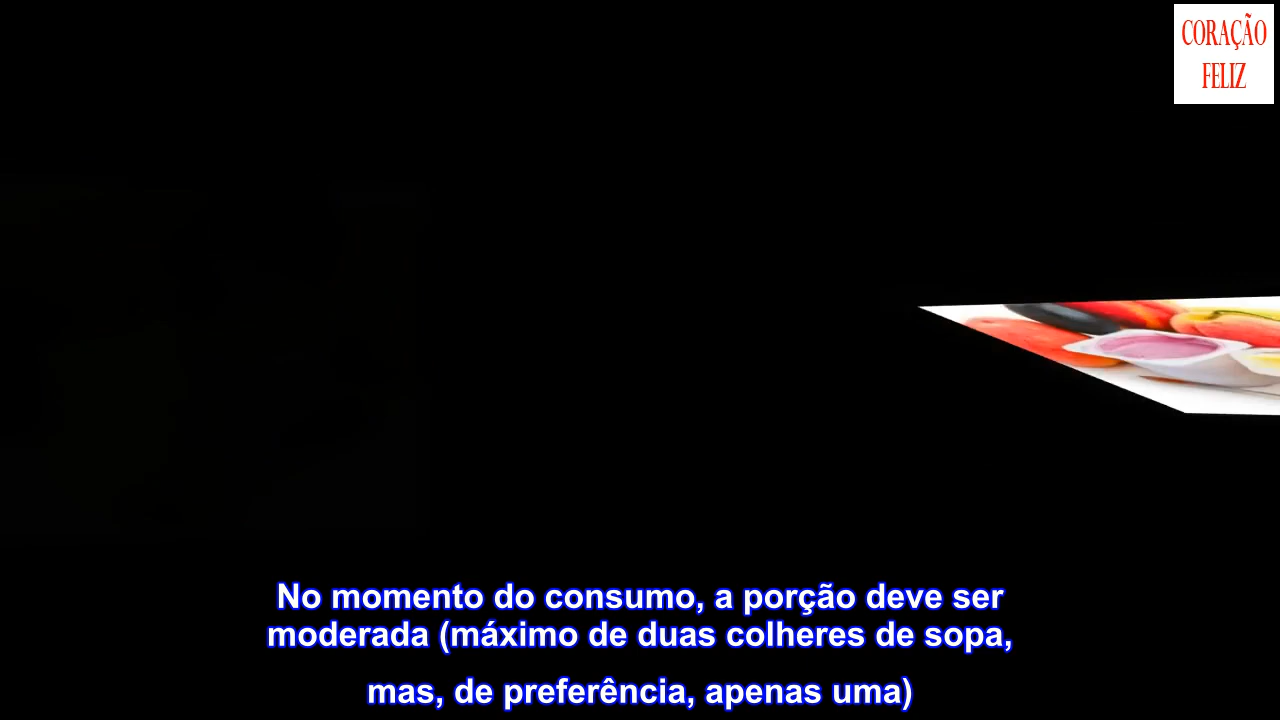 CORAÇÃO
FELIZ
No momento do consumo, a porção deve ser
moderada (máximo de duas colheres de sopa,
mas, de preferência, apenas uma)